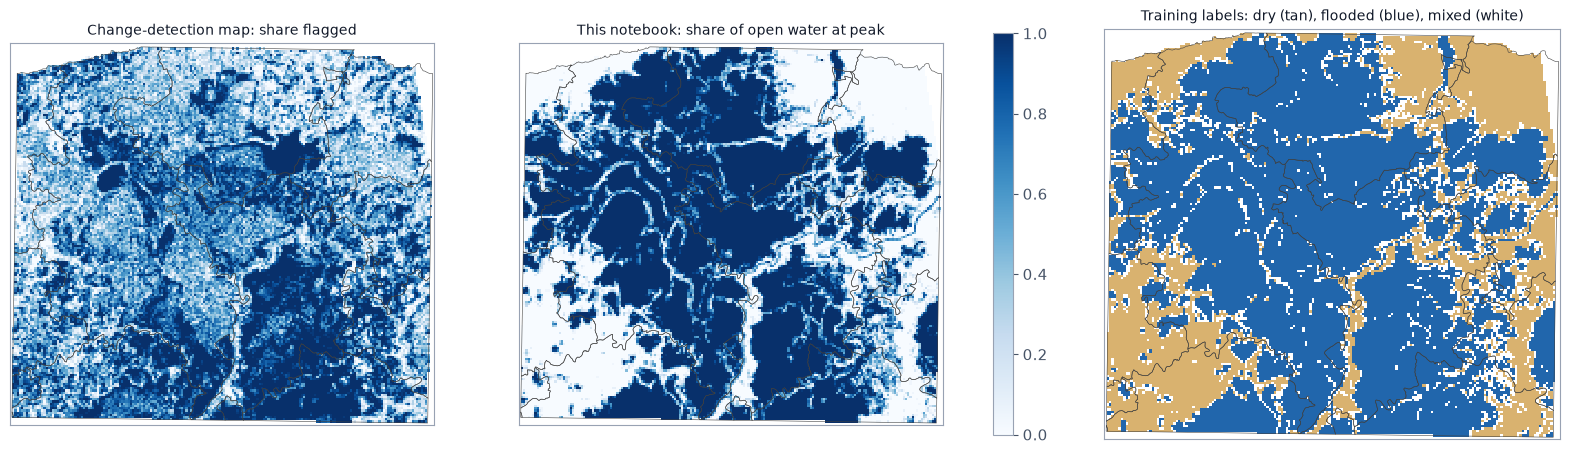 Change-detection map: share flagged
This notebook: share of open water at peak
1.0
0.8
0.6
0.4
0.2
0.0
Training labels: dry (tan), flooded (blue), mixed (white)